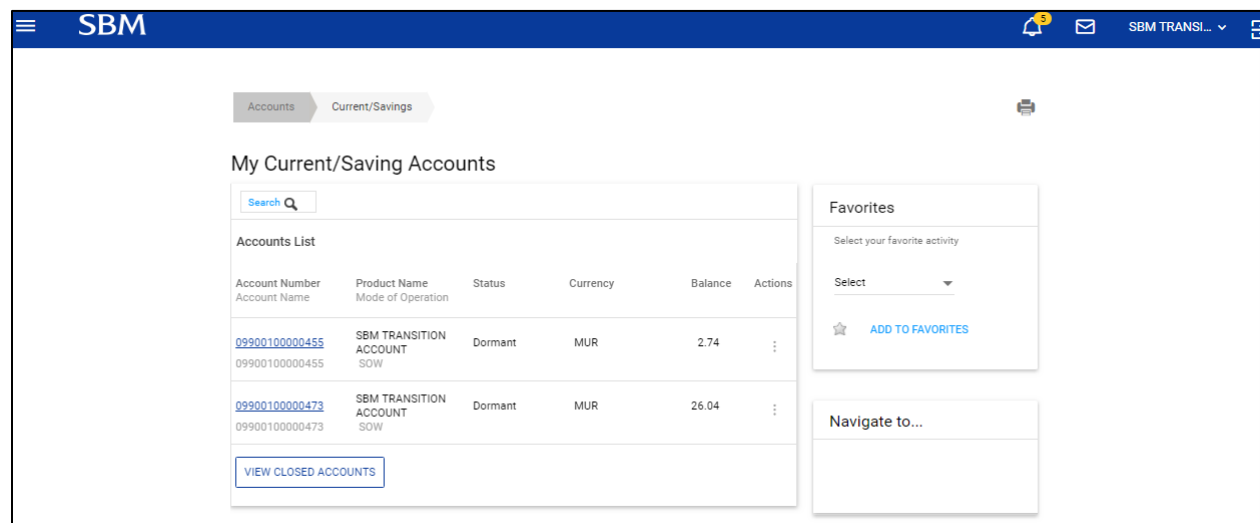 SBM
5
SBM TRANSI...
Accounts
Current/Savings
My Current/Saving Accounts
Search
Accounts List
Account Number
Account Name
Product Name
Mode of Operation
Status
Currency
Balance
Actions
09900100000455
09900100000455
SBM TRANSITION
ACCOUNT
SOW
Dormant
MUR
2.74
09900100000473
09900100000473
SBM TRANSITION
ACCOUNT
SOW
Dormant
MUR
26.04
VIEW CLOSED ACCOUNTS
Favorites
Select your favorite activity
Select
ADD TO FAVORITES
Navigate to...